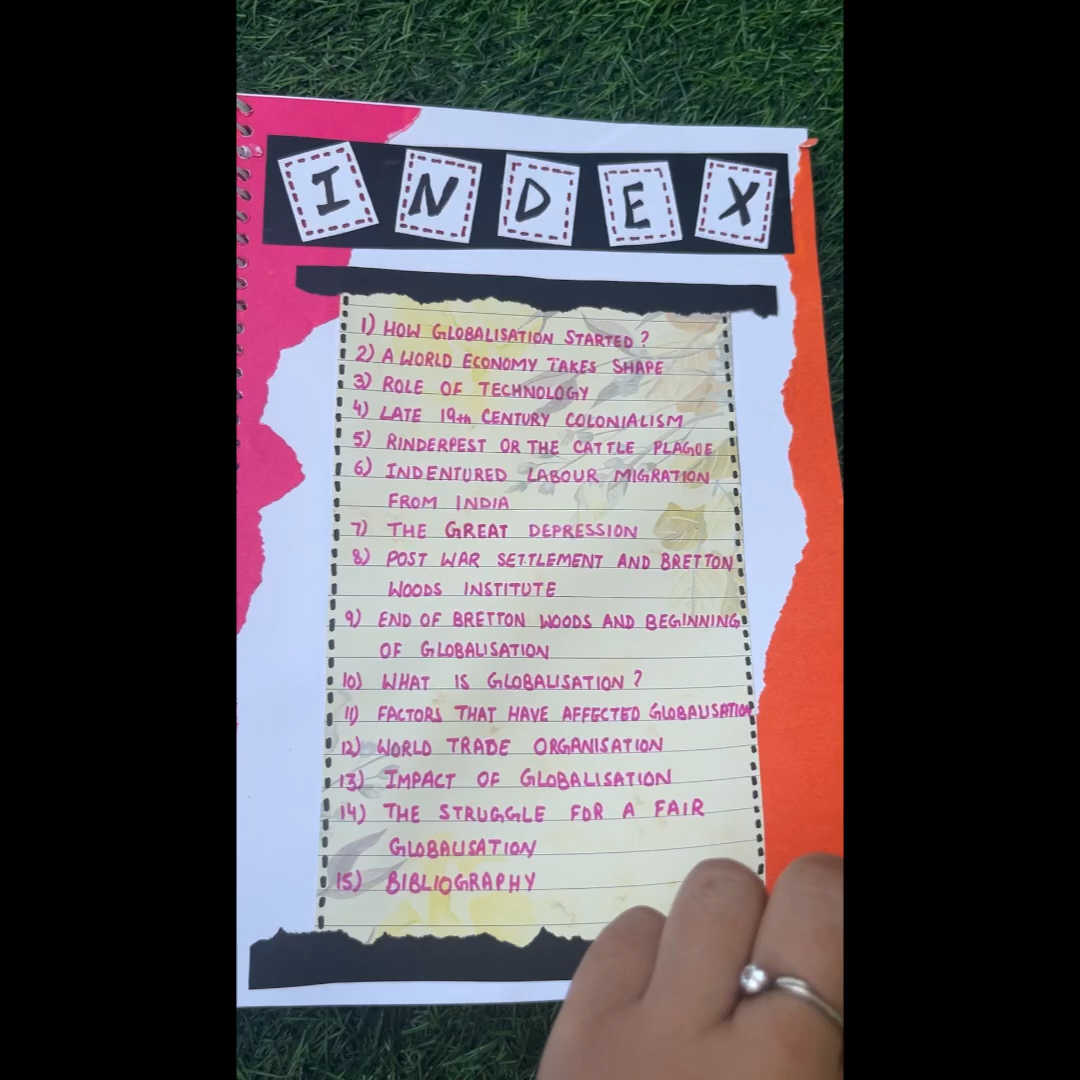 INDEX
1) HOW GLOBALISATION STARTED?
2) A WORLD ECONOMY TAKES SHAPE
3) ROLE OF TECHNOLOGY
4) LATE 19th CENTURY COLONIALISM
5) RINDERPEST OR THE CATTLE PLAGUE
6) INDENTURED LABOUR MIGRATION
FROM INDIA
7) THE GREAT DEPRESSION
8) POST WAR SETTLEMENT AND BRETTON
WOODS INSTITUTE
9) END OF BRETTON WOODS AND BEGINNING
OF GLOBALISATION
10) WHAT IS GLOBALISATION?
11) FACTORS THAT HAVE AFFECTED GLOBALISATION
12) WORLD TRADE ORGANISATION
13) IMPACT OF GLOBALISATION
14) THE STRUGGLE FOR A FAIR
GLOBALISATION
15) BIBLIOGRAPHY